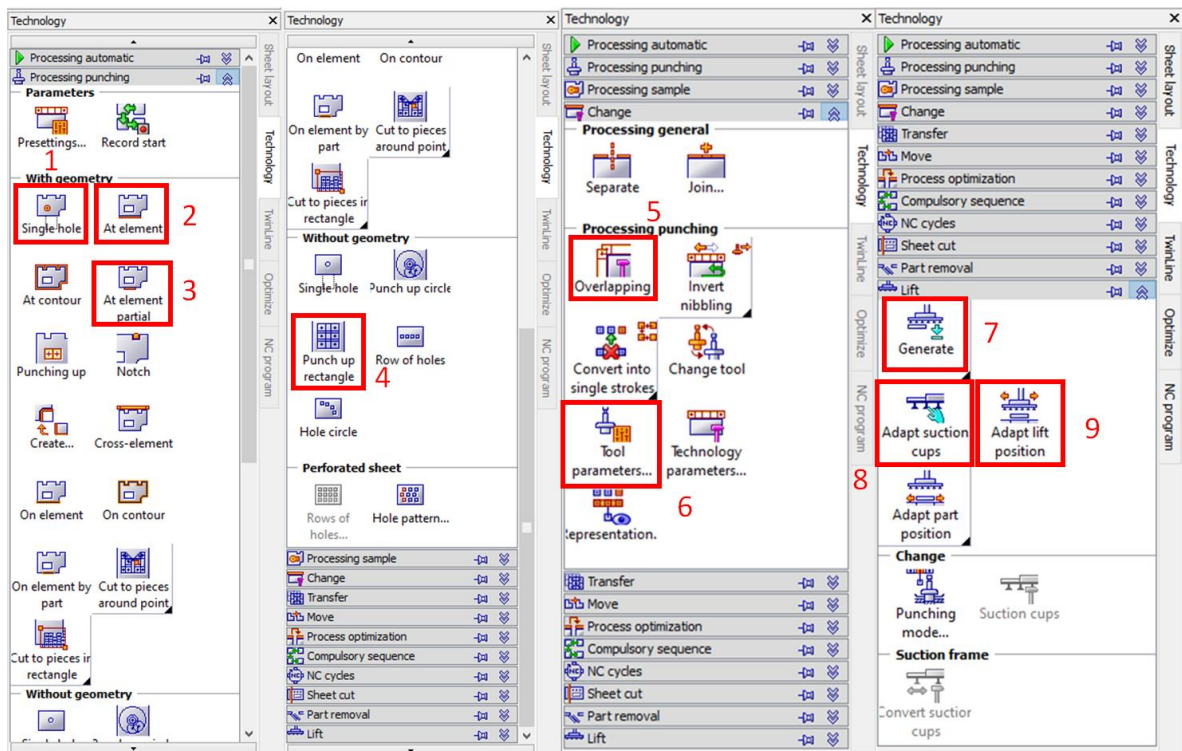 Technology
Processing automatic
Processing punching
Parameters
Presettings... Record start
1
With geometry
Single hole At element 2
At contour At element partial 3
Punching up Notch
Create... Cross-element
On element On contour
On element by part Cut to pieces around point
Cut to pieces in rectangle
Without geometry
Sheet layout
Technology
TwinLine
Optimize
NC program
Technology
On element On contour
On element by part Cut to pieces around point
Cut to pieces in rectangle
Without geometry
Single hole Punch up circle
Punch up rectangle 4 Row of holes
Hole circle
Perforated sheet
Rows of holes... Hole pattern...
Processing sample
Change
Transfer
Move
Process optimization
Compulsory sequence
NC cycles
Sheet cut
Part removal
Lift
Sheet layout
Technology
TwinLine
Optimize
NC program
Technology
Processing automatic
Processing punching
Processing sample
Change
Processing general
Separate Join...
5
Processing punching
Overlapping Invert nibbling
Convert into single strokes Change tool
Tool parameters... Technology parameters...
6
Representation.
Transfer
Move
Process optimization
Compulsory sequence
NC cycles
Sheet cut
Part removal
Lift
Sheet layout
Technology
TwinLine
Optimize
NC program
Technology
Processing automatic
Processing punching
Processing sample
Change
Transfer
Move
Process optimization
Compulsory sequence
NC cycles
Sheet cut
Part removal
Lift
Generate 7
8 Adapt suction cups Adapt lift position 9
Adapt part position
Change
Punching mode... Suction cups
Suction frame
Convert suction cups
Sheet layout
Technology
TwinLine
Optimize
NC program